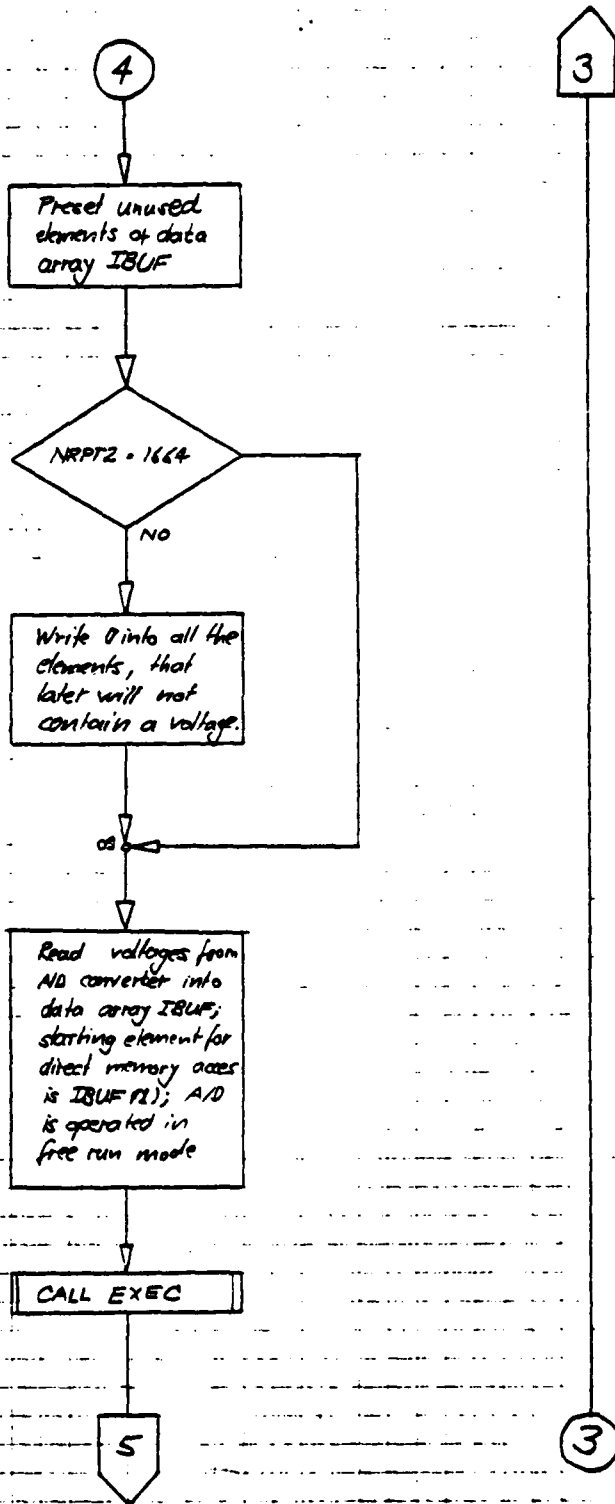 4
3
Preset unused
elements of data
array IBUF
NRPTZ = 1664
NO
Write 0 into all the
elements, that
later will not
contain a voltage.
Read voltages from
A/D converter into
data array IBUF;
starting element for
direct memory acces
is IBUF(1); A/D
is operated in
free run mode
CALL EXEC
5
3